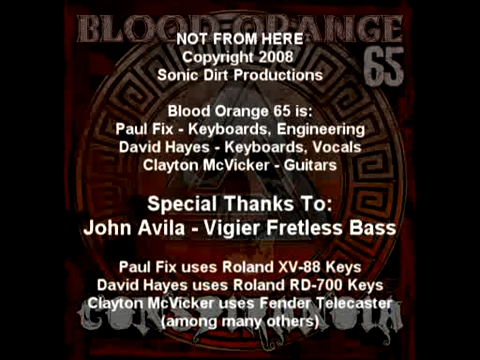 BLOOD ORANGE
65
NOT FROM HERE
Copyright 2008
Sonic Dirt Productions
Blood Orange 65 is:
Paul Fix - Keyboards, Engineering
David Hayes - Keyboards, Vocals
Clayton McVicker - Guitars
Special Thanks To:
John Avila - Vigier Fretless Bass
Paul Fix uses Roland XV-88 Keys
David Hayes uses Roland RD-700 Keys
Clayton McVicker uses Fender Telecaster
(among many others)